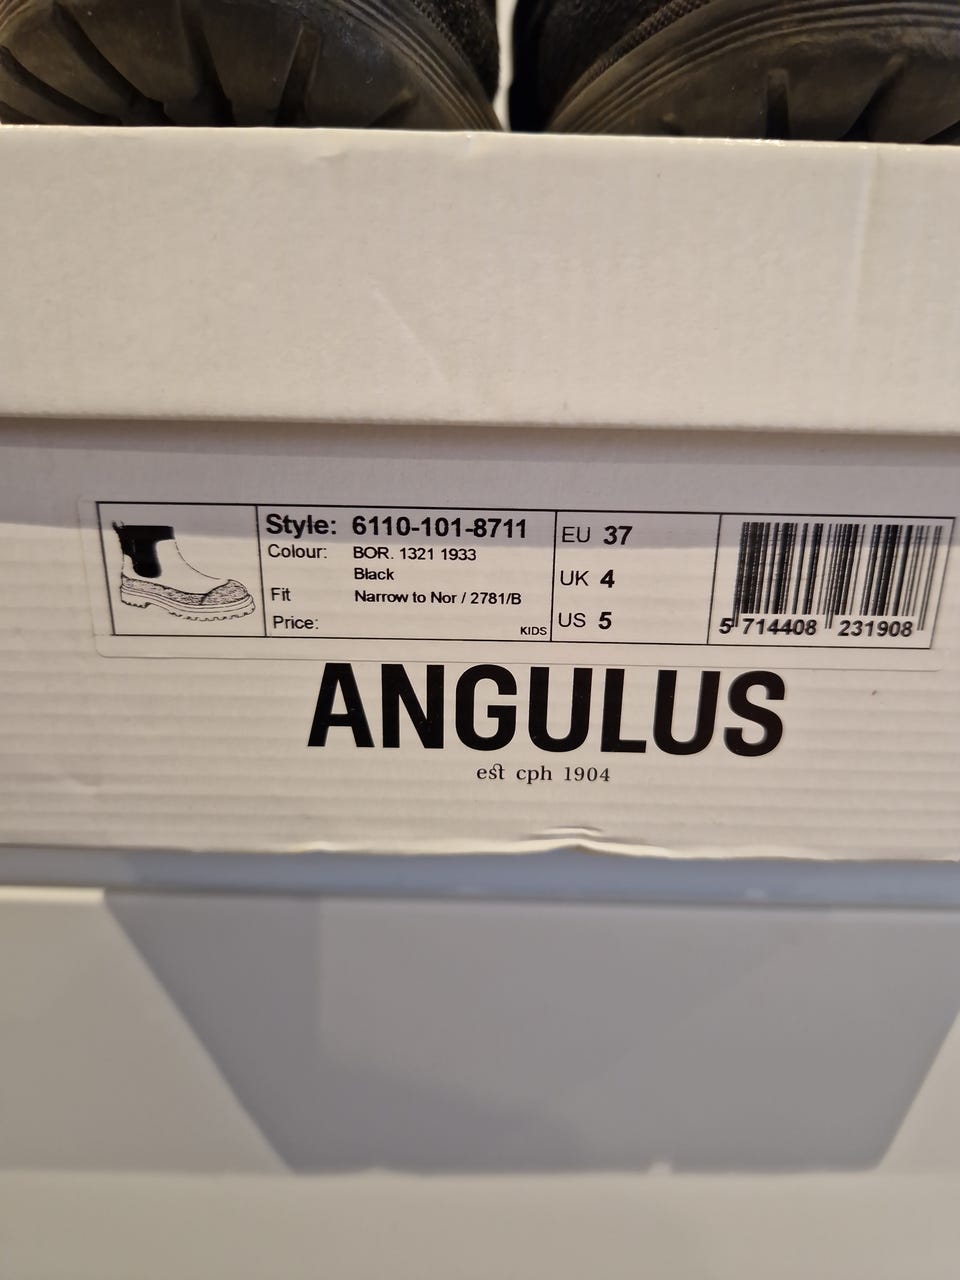 Style: 6110-101-8711
Colour: BOR. 1321 1933
Black
Fit Narrow to Nor / 2781/B
Price:
KIDS
EU 37
UK 4
US 5
5 714408 231908
ANGULUS
est cph 1904